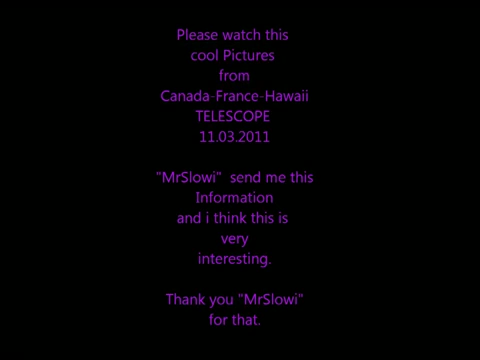 Please watch this
cool Pictures
from
Canada-France-Hawaii
TELESCOPE
11.03.2011
"MrSlowi" send me this
Information
and i think this is
very
interesting.
Thank you "MrSlowi"
for that.